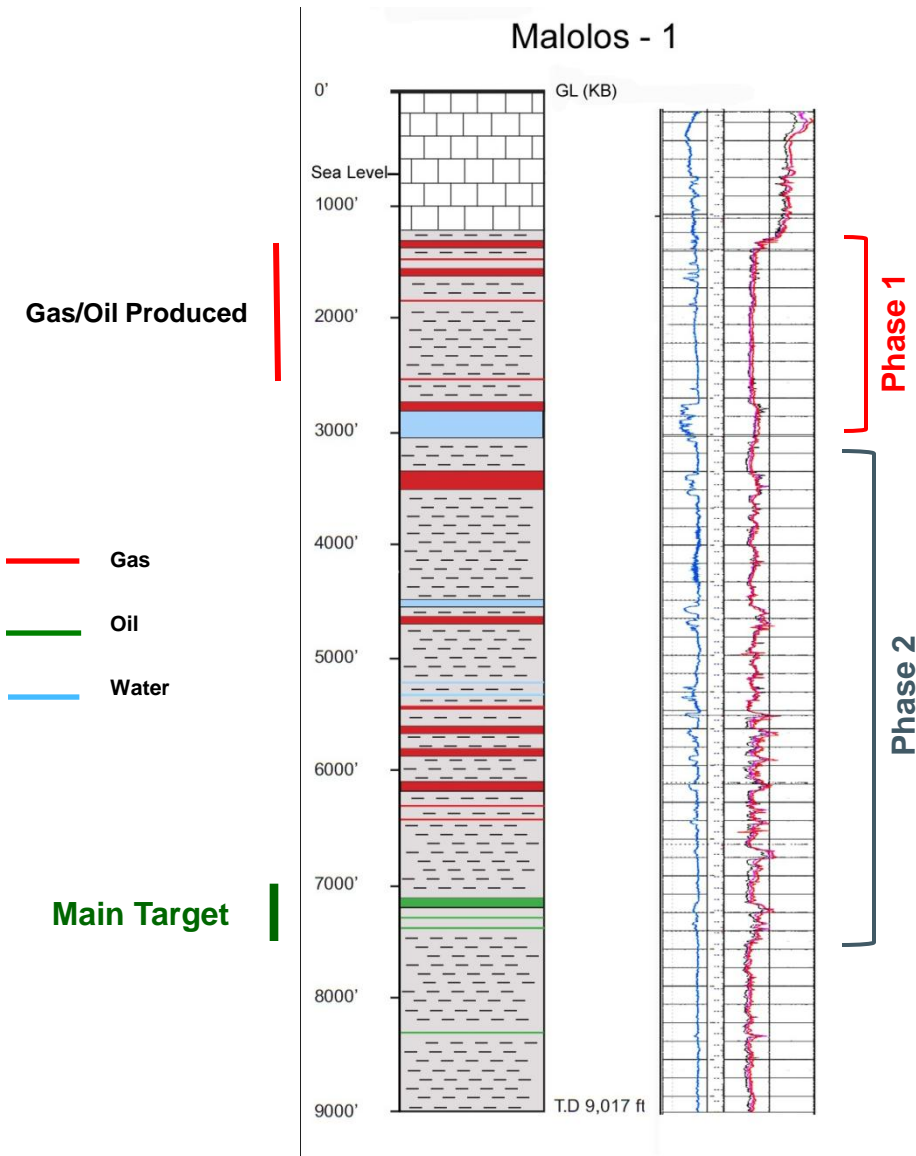 Malolos - 1
0'
GL (KB)
Sea Level
1000'
Gas/Oil Produced
2000'
Phase 1
3000'
4000'
Gas
Oil
5000'
Water
Phase 2
6000'
7000'
Main Target
8000'
9000'
T.D 9,017 ft